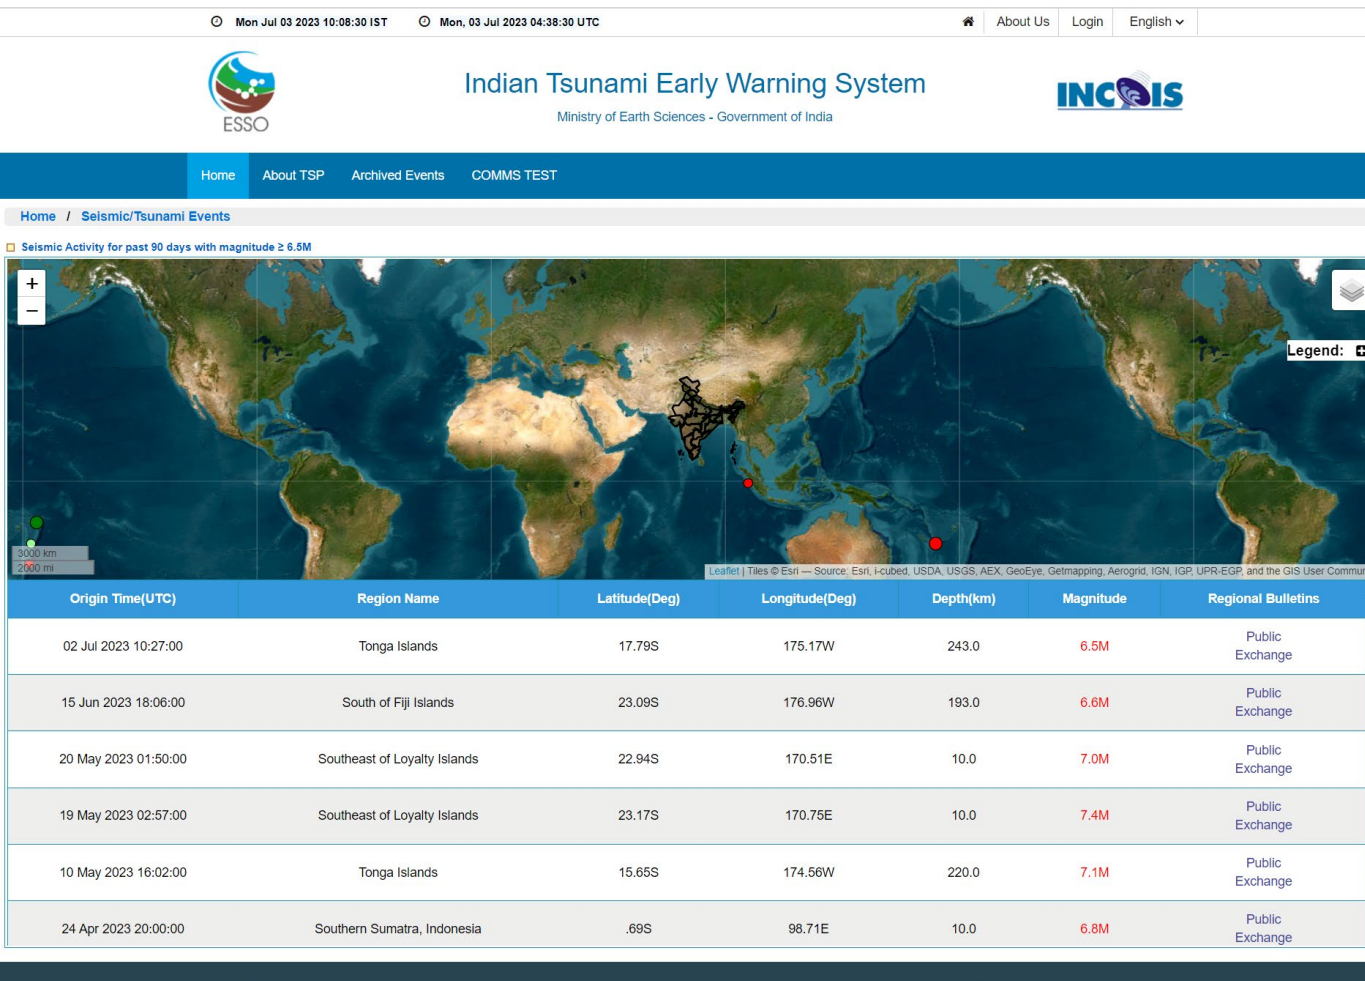 Mon Jul 03 2023 10:08:30 IST Mon, 03 Jul 2023 04:38:30 UTC About Us Login English
Indian Tsunami Early Warning System
Ministry of Earth Sciences - Government of India
ESSO
INCOIS
Home About TSP Archived Events COMMS TEST
Home / Seismic/Tsunami Events
Seismic Activity for past 90 days with magnitude ≥ 6.5M
+
−
Legend:
3000 km
2000 mi
Leaflet | Tiles © Esri — Source: Esri, i-cubed, USDA, USGS, AEX, GeoEye, Getmapping, Aerogrid, IGN, IGP, UPR-EGP, and the GIS User Commun
Origin Time(UTC) Region Name Latitude(Deg) Longitude(Deg) Depth(km) Magnitude Regional Bulletins
02 Jul 2023 10:27:00 Tonga Islands 17.79S 175.17W 243.0 6.5M Public
Exchange
15 Jun 2023 18:06:00 South of Fiji Islands 23.09S 176.96W 193.0 6.6M Public
Exchange
20 May 2023 01:50:00 Southeast of Loyalty Islands 22.94S 170.51E 10.0 7.0M Public
Exchange
19 May 2023 02:57:00 Southeast of Loyalty Islands 23.17S 170.75E 10.0 7.4M Public
Exchange
10 May 2023 16:02:00 Tonga Islands 15.65S 174.56W 220.0 7.1M Public
Exchange
24 Apr 2023 20:00:00 Southern Sumatra, Indonesia .69S 98.71E 10.0 6.8M Public
Exchange